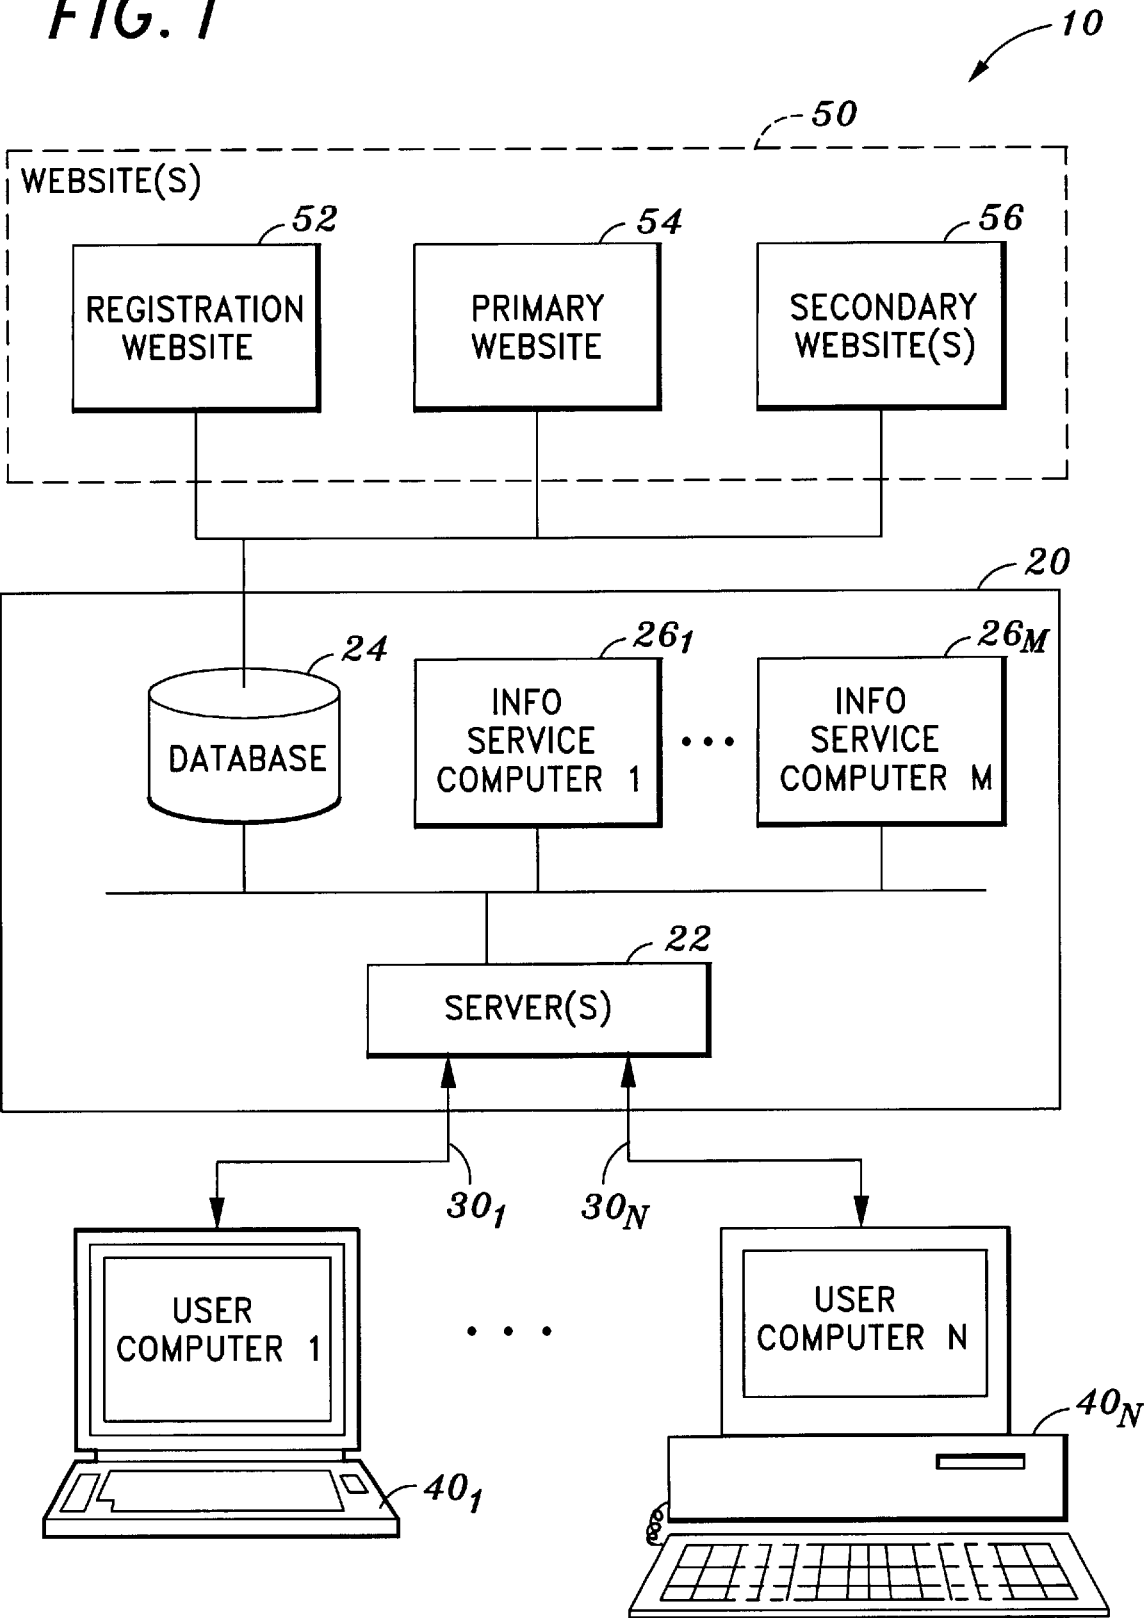 FIG. 1
10
50
WEBSITE(S)
52
54
56
REGISTRATION
WEBSITE
PRIMARY
WEBSITE
SECONDARY
WEBSITE(S)
20
24
26₁
26M
DATABASE
INFO
SERVICE
COMPUTER 1
INFO
SERVICE
COMPUTER M
22
SERVER(S)
30₁
30N
USER
COMPUTER 1
USER
COMPUTER N
40₁
40N